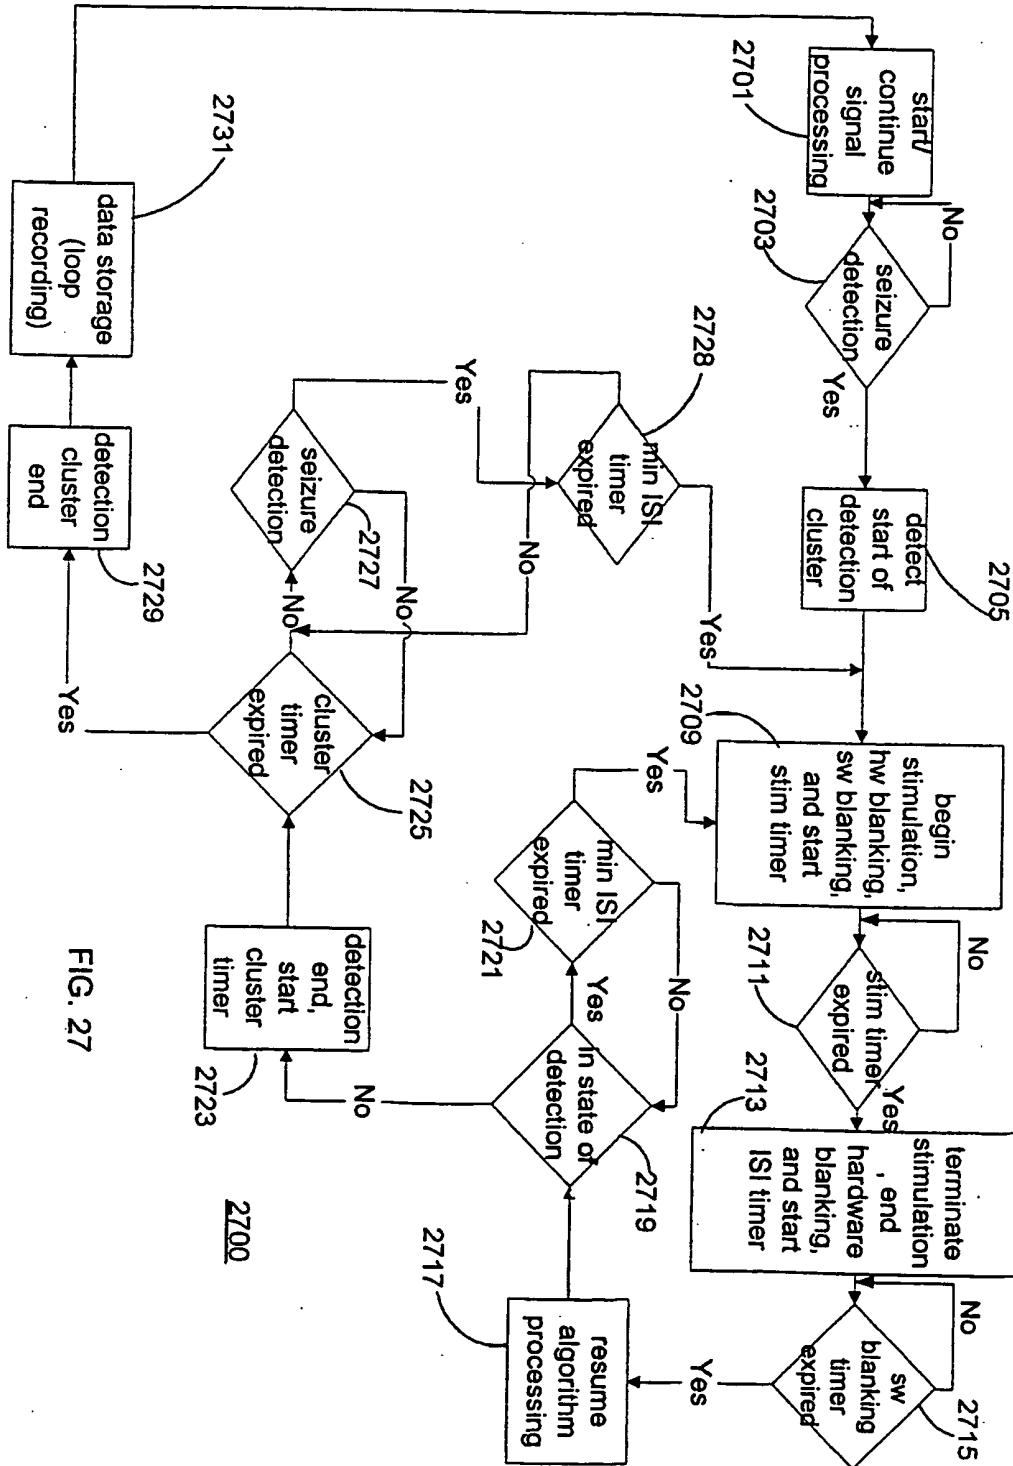 start/
continue
signal
processing
2701
No
seizure
detection
2703
Yes
detect
start of
detection
cluster
2705
begin
stimulation,
hw blanking,
sw blanking,
and start
stim timer
2709
No
stim timer
expired
2711
Yes
terminate
stimulation
, end
hardware
blanking,
and start
ISI timer
2713
No
sw
blanking
timer
expired
2715
Yes
resume
algorithm
processing
2717
In state of
detection
2719
Yes
No
min ISI
timer
expired
2721
Yes
No
detection
end,
start
cluster
timer
2723
cluster
timer
expired
2725
No
Yes
seizure
detection
2727
No
Yes
min ISI
timer
expired
2728
No
Yes
detection
cluster
end
2729
data storage
(loop
recording)
2731
FIG. 27
2700